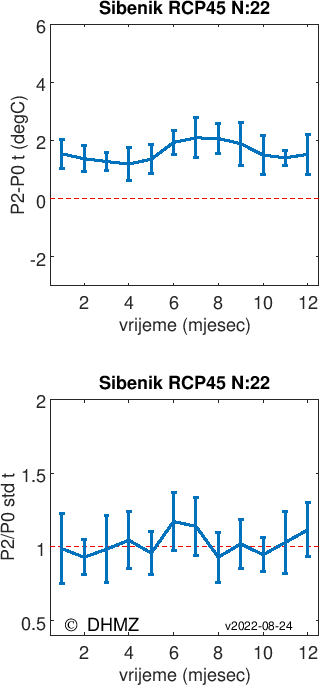 Sibenik RCP45 N:22
6
4
2
0
-2
P2-P0 t (degC)
2 4 6 8 10 12
vrijeme (mjesec)
Sibenik RCP45 N:22
2
1.5
1
0.5
P2/P0 std t
© DHMZ v2022-08-24
2 4 6 8 10 12
vrijeme (mjesec)